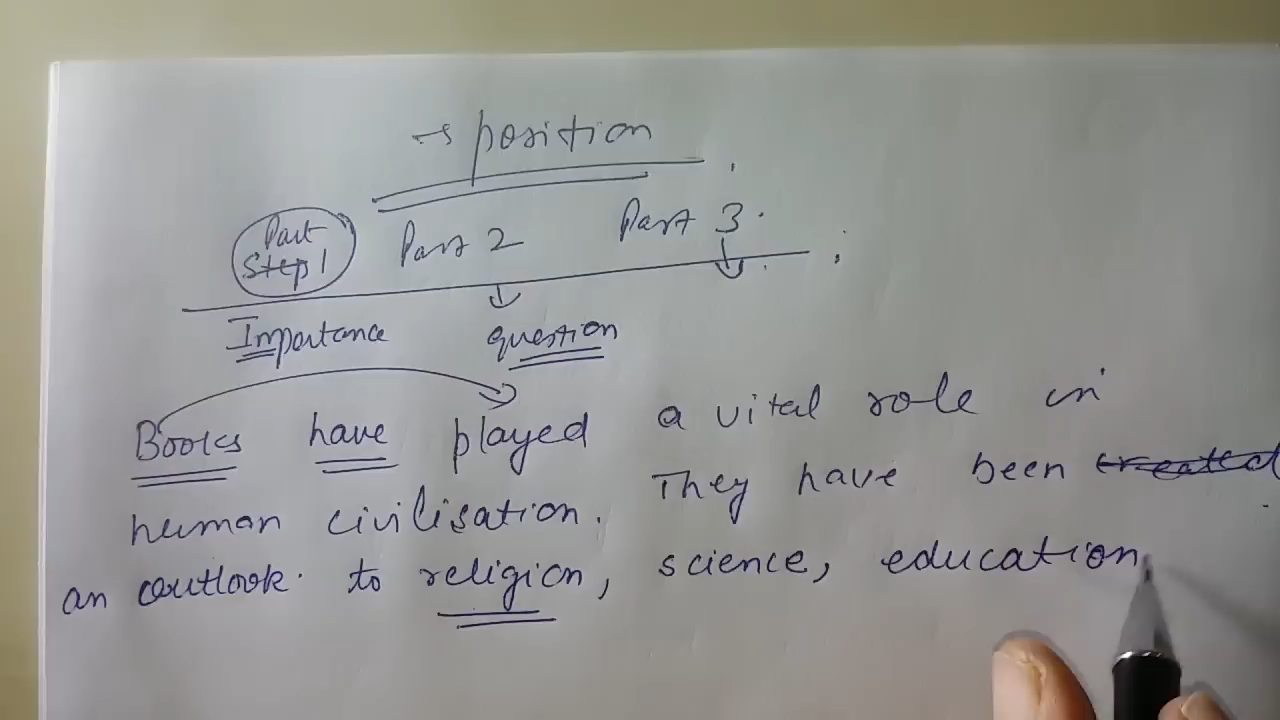 → position
Part 2 Part 3.
Part
Step 1
Importance question
Books have played a vital role in
human civilisation. They have been treated
an outlook. to religion, science, education,